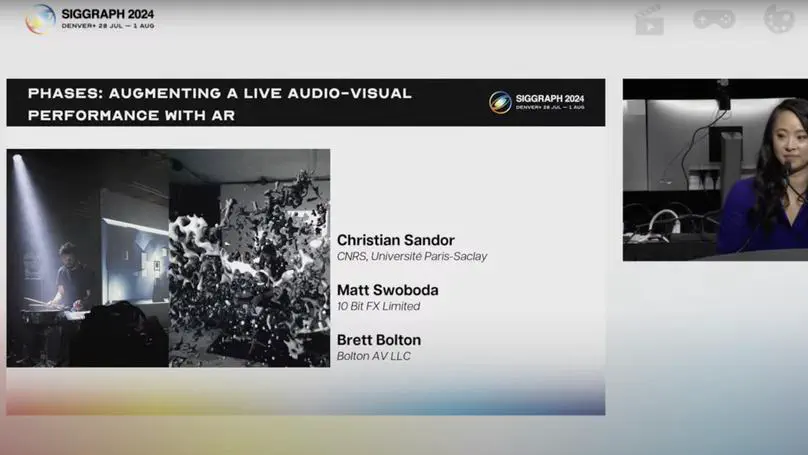 SIGGRAPH 2024
DENVER+ 28 JUL — 1 AUG
PHASES: AUGMENTING A LIVE AUDIO-VISUAL
PERFORMANCE WITH AR
SIGGRAPH 2024
DENVER+ 28 JUL — 1 AUG
Christian Sandor
CNRS, Université Paris-Saclay
Matt Swoboda
10 Bit FX Limited
Brett Bolton
Bolton AV LLC